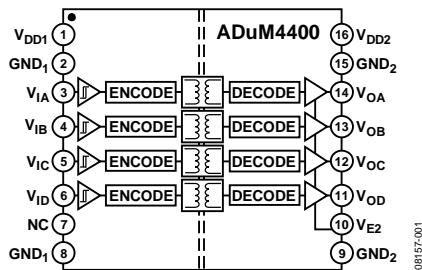 ADuM4400
VDD1 1
16 VDD2
GND1 2
15 GND2
VIA 3 ENCODE DECODE 14 VOA
VIB 4 ENCODE DECODE 13 VOB
VIC 5 ENCODE DECODE 12 VOC
VID 6 ENCODE DECODE 11 VOD
NC 7
10 VE2
GND1 8
9 GND2
08157-001